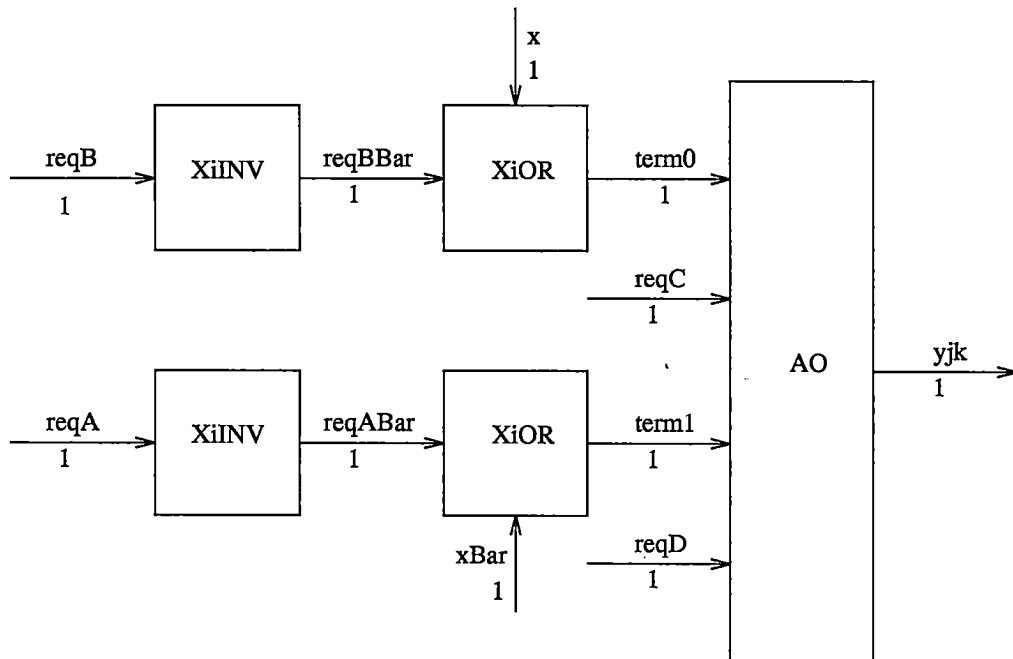 x
1
reqB
1
XiINV
reqBBar
1
XiOR
term0
1
reqC
1
AO
yjk
1
reqA
1
XiINV
reqABar
1
XiOR
term1
1
xBar
1
reqD
1